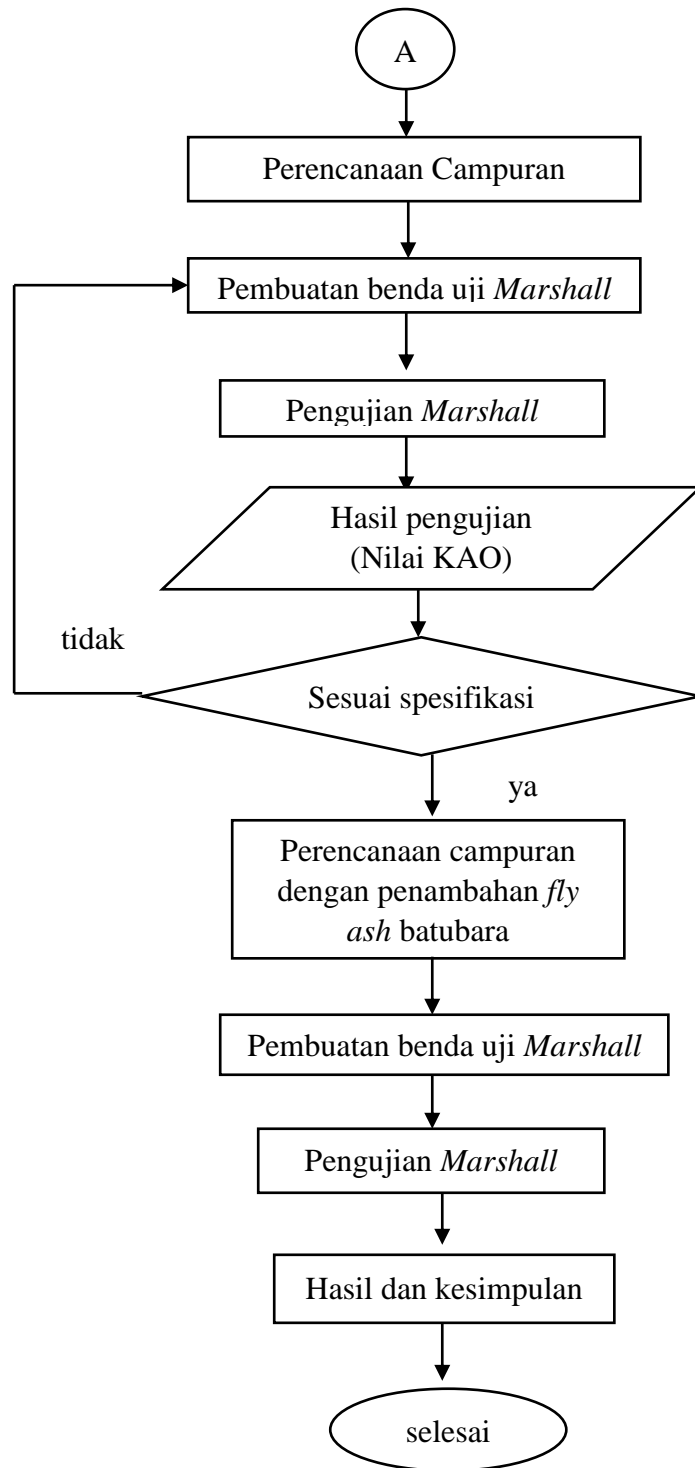 A
Perencanaan Campuran
Pembuatan benda uji Marshall
Pengujian Marshall
Hasil pengujian
(Nilai KAO)
tidak
Sesuai spesifikasi
ya
Perencanaan campuran
dengan penambahan fly
ash batubara
Pembuatan benda uji Marshall
Pengujian Marshall
Hasil dan kesimpulan
selesai